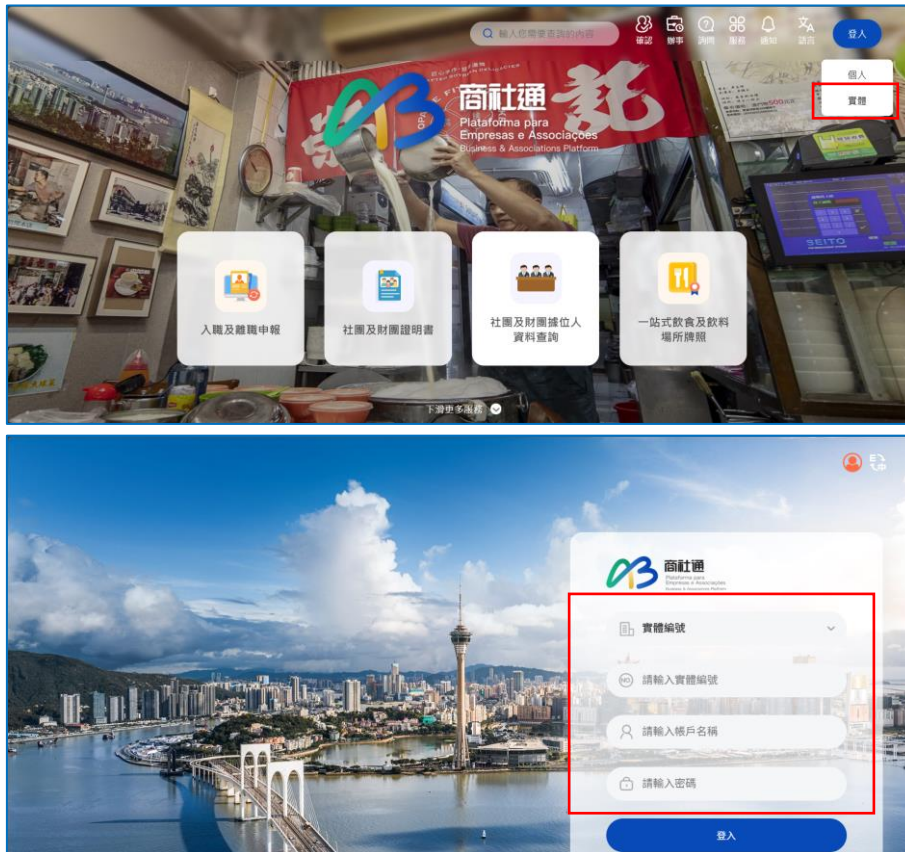 輸入您需要查詢的內容
確認 辦事 詢問 服務 通知 語言 登入
個人
實體
商社通
Plataforma para
Empresas e Associações
Business & Associations Platform
榮
託
500
SEITO
入職及離職申報
社團及財團證明書
社團及財團據位人
資料查詢
一站式飲食及飲料
場所牌照
下滑更多服務
商社通
Plataforma para
Empresas e Associações
Business & Associations Platform
實體編號
NO.
請輸入實體編號
請輸入帳戶名稱
請輸入密碼
登入